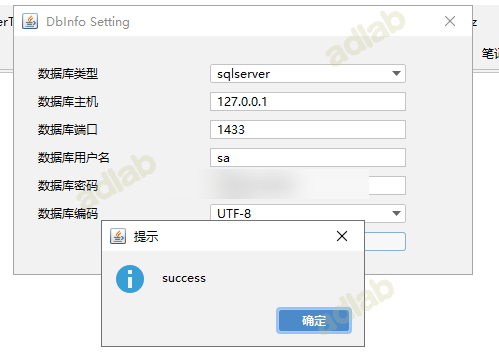 DbInfo Setting
adlab
笔记
数据库类型
sqlserver
数据库主机
127.0.0.1
数据库端口
1433
数据库用户名
sa
数据库密码
adlab
数据库编码
UTF-8
提示
success
确定
adlab